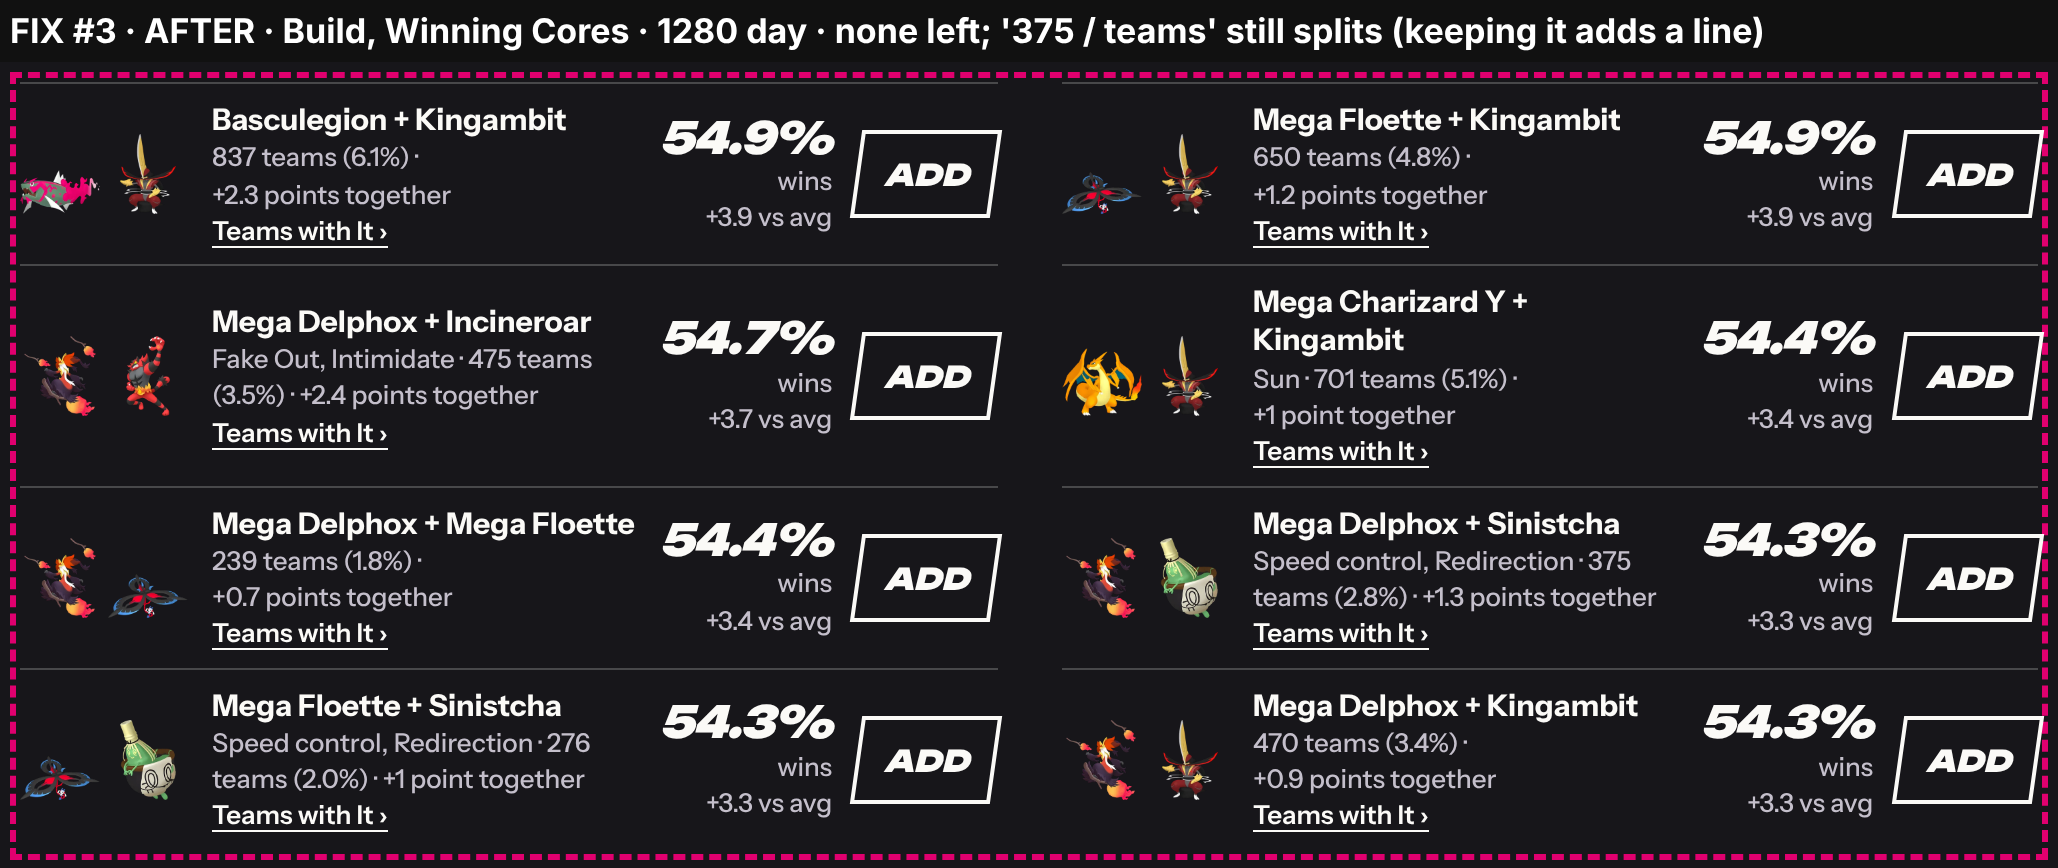 FIX #3 · AFTER · Build, Winning Cores · 1280 day · none left; '375 / teams' still splits (keeping it adds a line)
Basculegion + Kingambit
837 teams (6.1%) ·
+2.3 points together
Teams with It ›
54.9%
wins
+3.9 vs avg
ADD
Mega Floette + Kingambit
650 teams (4.8%) ·
+1.2 points together
Teams with It ›
54.9%
wins
+3.9 vs avg
ADD
Mega Delphox + Incineroar
Fake Out, Intimidate · 475 teams
(3.5%) · +2.4 points together
Teams with It ›
54.7%
wins
+3.7 vs avg
ADD
Mega Charizard Y +
Kingambit
Sun · 701 teams (5.1%) ·
+1 point together
Teams with It ›
54.4%
wins
+3.4 vs avg
ADD
Mega Delphox + Mega Floette
239 teams (1.8%) ·
+0.7 points together
Teams with It ›
54.4%
wins
+3.4 vs avg
ADD
Mega Delphox + Sinistcha
Speed control, Redirection · 375
teams (2.8%) · +1.3 points together
Teams with It ›
54.3%
wins
+3.3 vs avg
ADD
Mega Floette + Sinistcha
Speed control, Redirection · 276
teams (2.0%) · +1 point together
Teams with It ›
54.3%
wins
+3.3 vs avg
ADD
Mega Delphox + Kingambit
470 teams (3.4%) ·
+0.9 points together
Teams with It ›
54.3%
wins
+3.3 vs avg
ADD